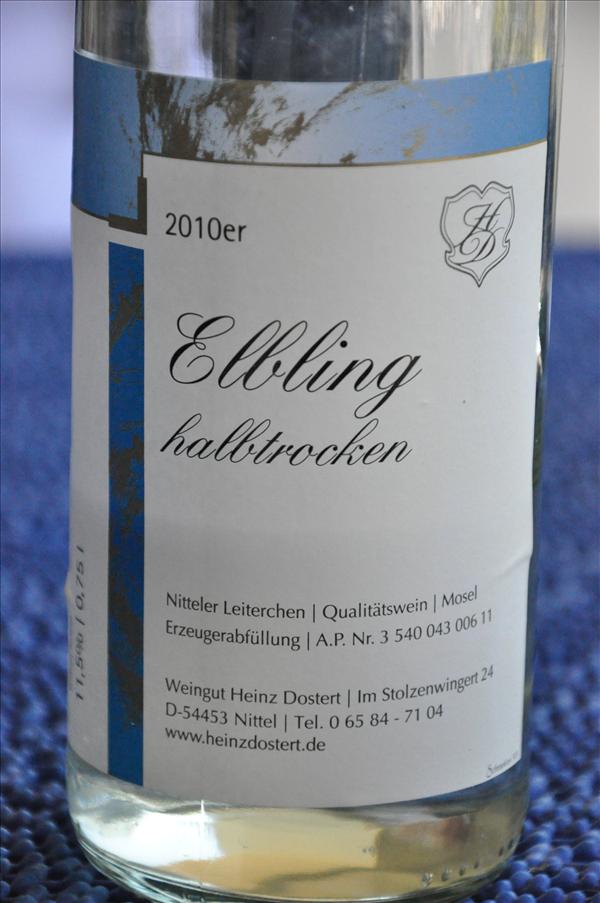 2010er
HD
Elbling
halbtrocken
Nitteler Leiterchen | Qualitätswein | Mosel
Erzeugerabfüllung | A.P. Nr. 3 540 043 006 11
Weingut Heinz Dostert | Im Stolzenwingert 24
D-54453 Nittel | Tel. 0 65 84 - 71 04
www.heinzdostert.de
11,5% / 0,75 l